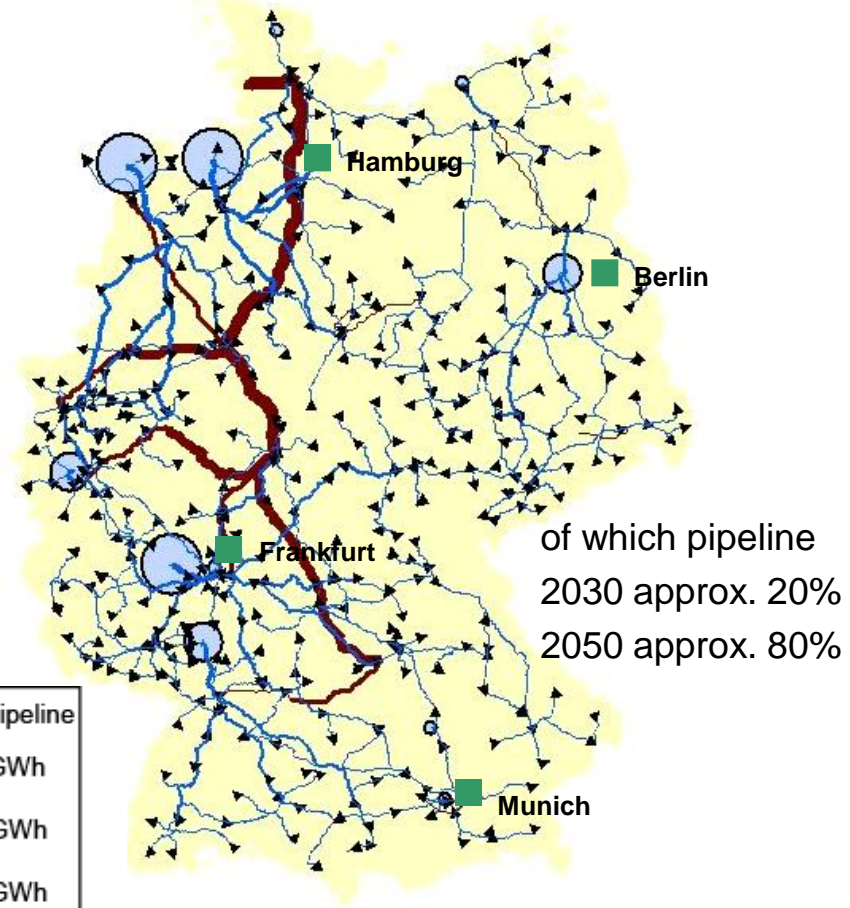 Hamburg
Berlin
Frankfurt
of which pipeline
2030 approx. 20%
2050 approx. 80%
Munich